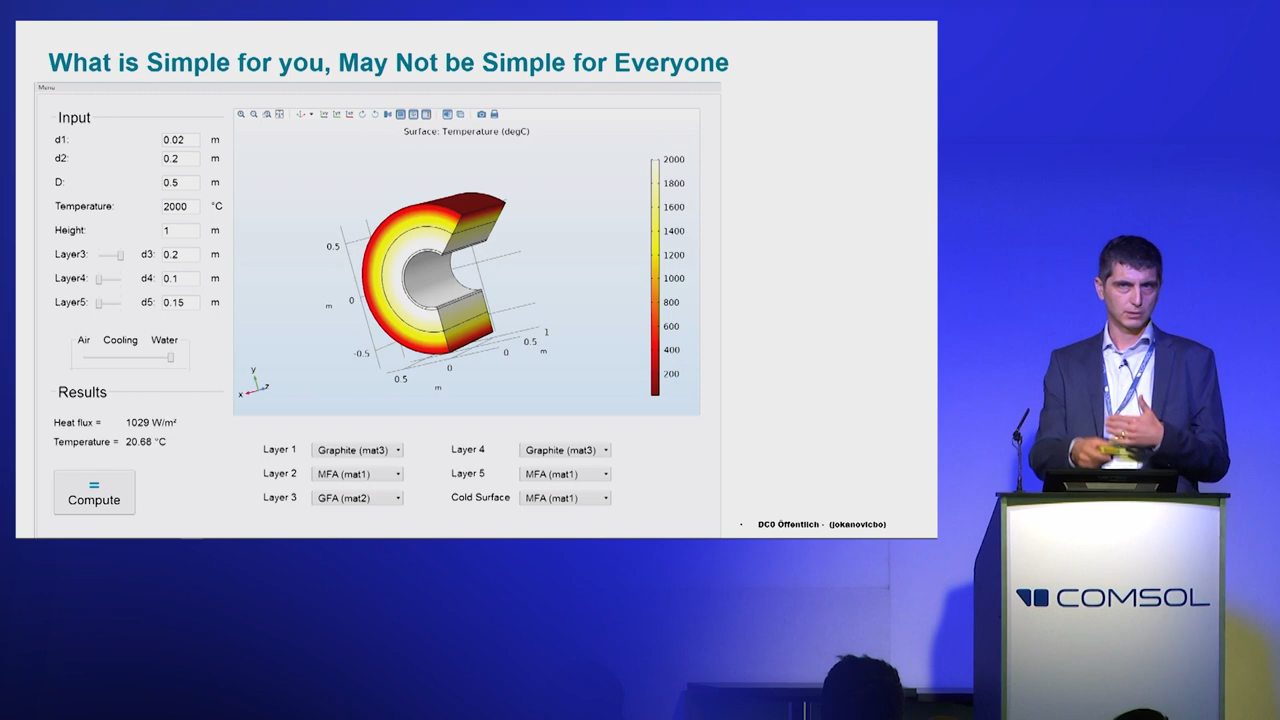 What is Simple for you, May Not be Simple for Everyone
Menu
Input
d1: 0.02 m
d2: 0.2 m
D: 0.5 m
Temperature: 2000 °C
Height: 1 m
Layer3: d3: 0.2 m
Layer4: d4: 0.1 m
Layer5: d5: 0.15 m
Air Cooling Water
Results
Heat flux = 1029 W/m²
Temperature = 20.68 °C
= Compute
Surface: Temperature (degC)
2000
1800
1600
1400
1200
1000
800
600
400
200
0.5
m
0
-0.5
0.5
0
m
0
0.5
1
m
y
x
z
Layer 1 Graphite (mat3)
Layer 2 MFA (mat1)
Layer 3 GFA (mat2)
Layer 4 Graphite (mat3)
Layer 5 MFA (mat1)
Cold Surface MFA (mat1)
• DC0 Öffentlich - (jokanovicbo)
COMSOL